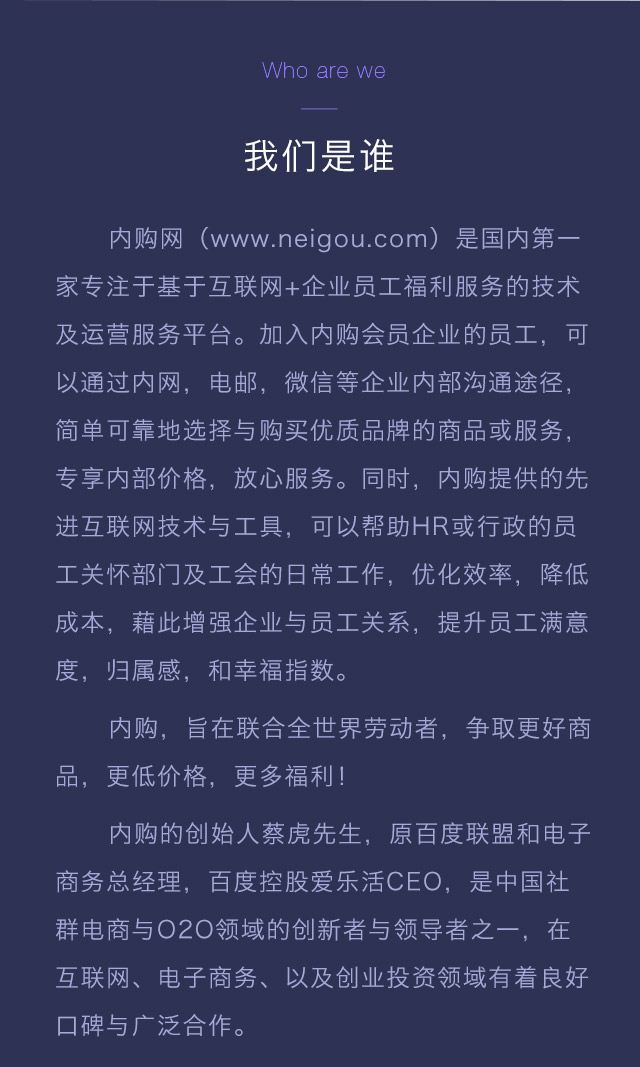 Who are we
我们是谁
内购网（www.neigou.com）是国内第一
家专注于基于互联网+企业员工福利服务的技术
及运营服务平台。加入内购会员企业的员工，可
以通过内网，电邮，微信等企业内部沟通途径，
简单可靠地选择与购买优质品牌的商品或服务，
专享内部价格，放心服务。同时，内购提供的先
进互联网技术与工具，可以帮助HR或行政的员
工关怀部门及工会的日常工作，优化效率，降低
成本，藉此增强企业与员工关系，提升员工满意
度，归属感，和幸福指数。
内购，旨在联合全世界劳动者，争取更好商
品，更低价格，更多福利！
内购的创始人蔡虎先生，原百度联盟和电子
商务总经理，百度控股爱乐活CEO，是中国社
群电商与O2O领域的创新者与领导者之一，在
互联网、电子商务、以及创业投资领域有着良好
口碑与广泛合作。